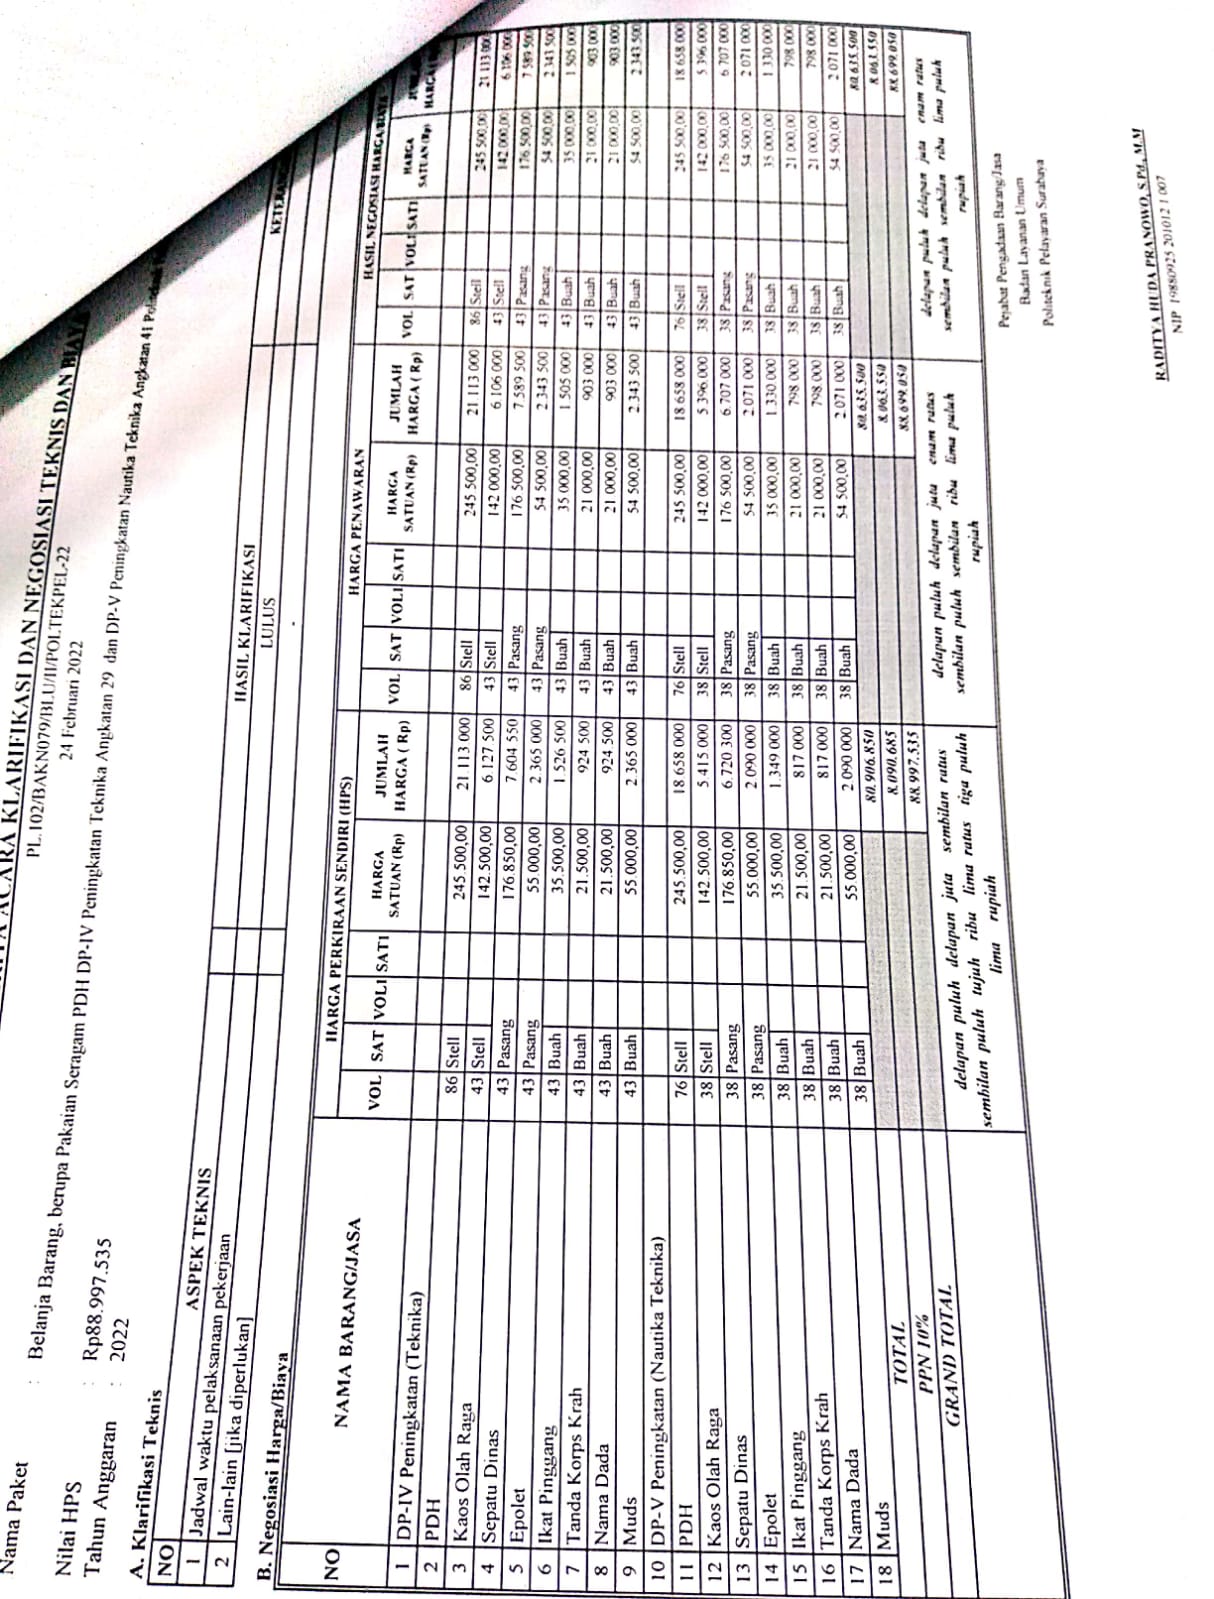 ACARA KLARIFIKASI DAN NEGOSIASI TEKNIS DAN BIAYA
PL.102/BAKN079/BLU/II/POLTEKPEL-22
24 Februari 2022
Nama Paket : Belanja Barang, berupa Pakaian Seragam PDH DP-IV Peningkatan Teknika Angkatan 29 dan DP-V Peningkatan Nautika Teknika Angkatan 41 Politeknik
Nilai HPS : Rp88.997.535
Tahun Anggaran : 2022
A. Klarifikasi Teknis
NO ASPEK TEKNIS HASIL KLARIFIKASI
1 Jadwal waktu pelaksanaan pekerjaan LULUS
2 Lain-lain [jika diperlukan] -
B. Negosiasi Harga/Biaya
NO NAMA BARANG/JASA HARGA PERKIRAAN SENDIRI (HPS) HARGA PENAWARAN HASIL NEGOSIASI HARGA/BIAYA
VOL SAT VOL1 SAT1 HARGA SATUAN (Rp) JUMLAH HARGA ( Rp) VOL SAT VOL1 SAT1 HARGA SATUAN (Rp) JUMLAH HARGA ( Rp) VOL SAT VOL1 SAT1 HARGA SATUAN (Rp) HARGA
1 DP-IV Peningkatan (Teknika)
2 PDH 86 Stell 245.500,00 21.113 000 86 Stell 245 500,00 21 113 000 86 Stell 245 500,00 21 113 000
3 Kaos Olah Raga 43 Stell 142.500,00 6.127 500 43 Stell 142 000,00 6 106 000 43 Stell 142 000,00 6 106 000
4 Sepatu Dinas 43 Pasang 176.850,00 7.604 550 43 Pasang 176 500,00 7 589 500 43 Pasang 176 500,00 7 589 500
5 Epolet 43 Pasang 55.000,00 2 365 000 43 Pasang 54 500,00 2 343 500 43 Pasang 54 500,00 2 343 500
6 Ikat Pinggang 43 Buah 35.500,00 1.526 500 43 Buah 35 000,00 1 505 000 43 Buah 35 000,00 1 505 000
7 Tanda Korps Krah 43 Buah 21.500,00 924 500 43 Buah 21 000,00 903 000 43 Buah 21 000,00 903 000
8 Nama Dada 43 Buah 21.500,00 924.500 43 Buah 21 000,00 903 000 43 Buah 21 000,00 903 000
9 Muds 43 Buah 55.000,00 2.365 000 43 Buah 54 500,00 2 343 500 43 Buah 54 500,00 2 343 500
10 DP-V Peningkatan (Nautika Teknika)
11 PDH 76 Stell 245.500,00 18 658 000 76 Stell 245 500,00 18 658 000 76 Stell 245 500,00 18 658 000
12 Kaos Olah Raga 38 Stell 142.500,00 5 415 000 38 Stell 142 000,00 5 396 000 38 Stell 142 000,00 5 396 000
13 Sepatu Dinas 38 Pasang 176.850,00 6.720 300 38 Pasang 176 500,00 6 707 000 38 Pasang 176 500,00 6 707 000
14 Epolet 38 Pasang 55.000,00 2 090 000 38 Pasang 54 500,00 2.071 000 38 Pasang 54 500,00 2 071 000
15 Ikat Pinggang 38 Buah 35.500,00 1.349 000 38 Buah 35 000,00 1 330 000 38 Buah 35 000,00 1 330 000
16 Tanda Korps Krah 38 Buah 21.500,00 817 000 38 Buah 21 000,00 798 000 38 Buah 21 000,00 798 000
17 Nama Dada 38 Buah 21.500,00 817 000 38 Buah 21 000,00 798.000 38 Buah 21 000,00 798 000
18 Muds 38 Buah 55.000,00 2 090 000 38 Buah 54 500,00 2.071 000 38 Buah 54 500,00 2 071 000
TOTAL 80.906.850 80.635.500 80.635.500
PPN 10% 8.090.685 8.063.550 8.063.550
GRAND TOTAL 88.997.535 88.699.050 88.699.050
delapan puluh delapan juta sembilan ratus sembilan puluh tujuh ribu lima ratus tiga puluh lima rupiah
delapan puluh delapan juta enam ratus sembilan puluh sembilan ribu lima puluh rupiah
delapan puluh delapan juta enam ratus sembilan puluh sembilan ribu lima puluh rupiah
Pejabat Pengadaan Barang/Jasa
Badan Layanan Umum
Politeknik Pelayaran Surabaya
RADITYA HUDA PRANOWO, S.Pd., M.M
NIP 19880925 201012 1 007